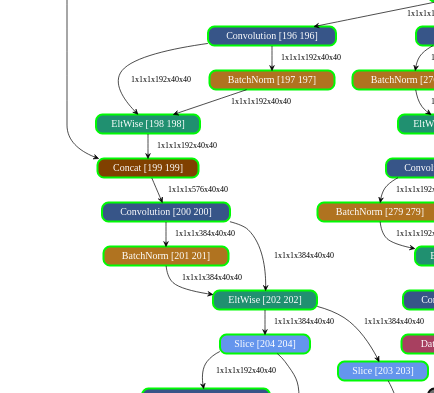 1x1x1
Convolution [196 196]
1x1x1x192x40x40
1x1x1x192x40x40
BatchNorm [197 197]
BatchNorm [27
1x1x1x192x40x40
EltWise [198 198]
EltW
1x1x1x192x40x40
Concat [199 199]
Convol
1x1x1x576x40x40
1x1x1x192
Convolution [200 200]
BatchNorm [279 279]
1x1x1x384x40x40
1x1x1x192
BatchNorm [201 201]
1x1x1x384x40x40
1x1x1x384x40x40
EltWise [202 202]
Co
1x1x1x384x40x40
1x1x1x384x40x40
Slice [204 204]
Dat
1x1x1x192x40x40
Slice [203 203]